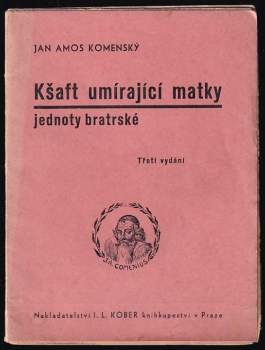 JAN AMOS KOMENSKÝ
Kšaft umírající matky
jednoty bratrské
Třetí vydání
J.A. COMENIUS
Nakladatelství I. L. KOBER knihkupectví v Praze